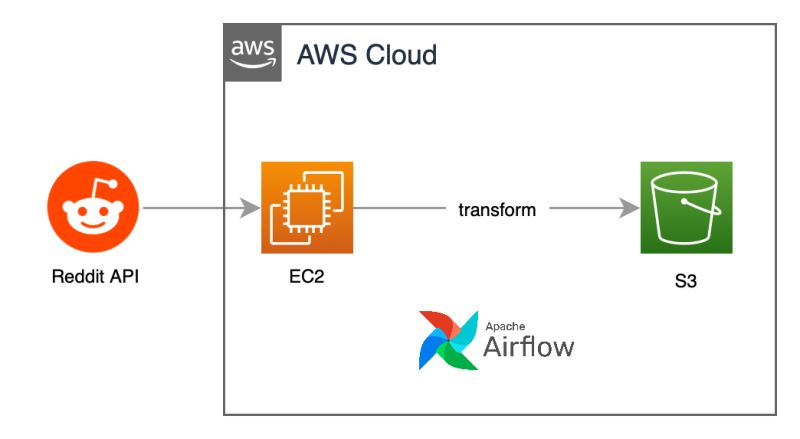 aws
AWS Cloud
transform
Reddit API
EC2
S3
Apache
Airflow